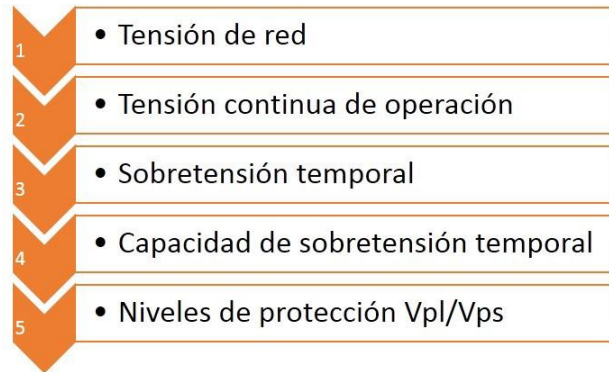 1
• Tensión de red
2
• Tensión continua de operación
3
• Sobretensión temporal
4
• Capacidad de sobretensión temporal
5
• Niveles de protección Vpl/Vps